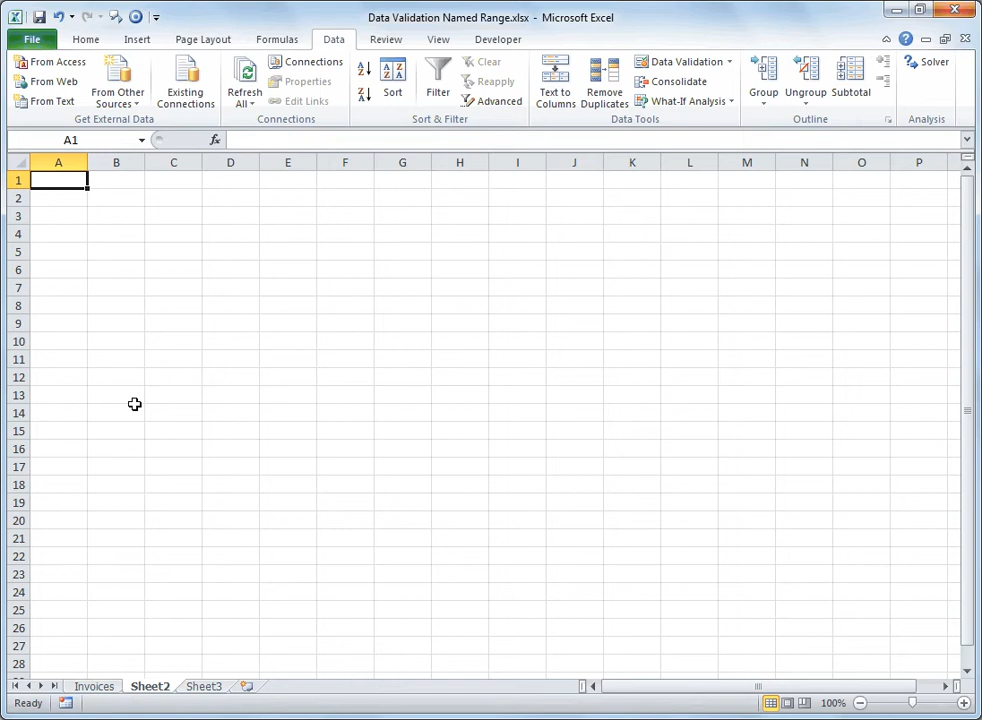 Data Validation Named Range.xlsx - Microsoft Excel
File Home Insert Page Layout Formulas Data Review View Developer
From Access
From Web
From Text
From Other Sources
Existing Connections
Get External Data
Refresh All
Connections
Properties
Edit Links
Connections
Sort
Filter
Clear
Reapply
Advanced
Sort & Filter
Text to Columns
Remove Duplicates
Data Validation
Consolidate
What-If Analysis
Data Tools
Group
Ungroup
Subtotal
Outline
Solver
Analysis
A1 fx
A B C D E F G H I J K L M N O P
1
2
3
4
5
6
7
8
9
10
11
12
13
14
15
16
17
18
19
20
21
22
23
24
25
26
27
28
Invoices Sheet2 Sheet3
Ready 100%